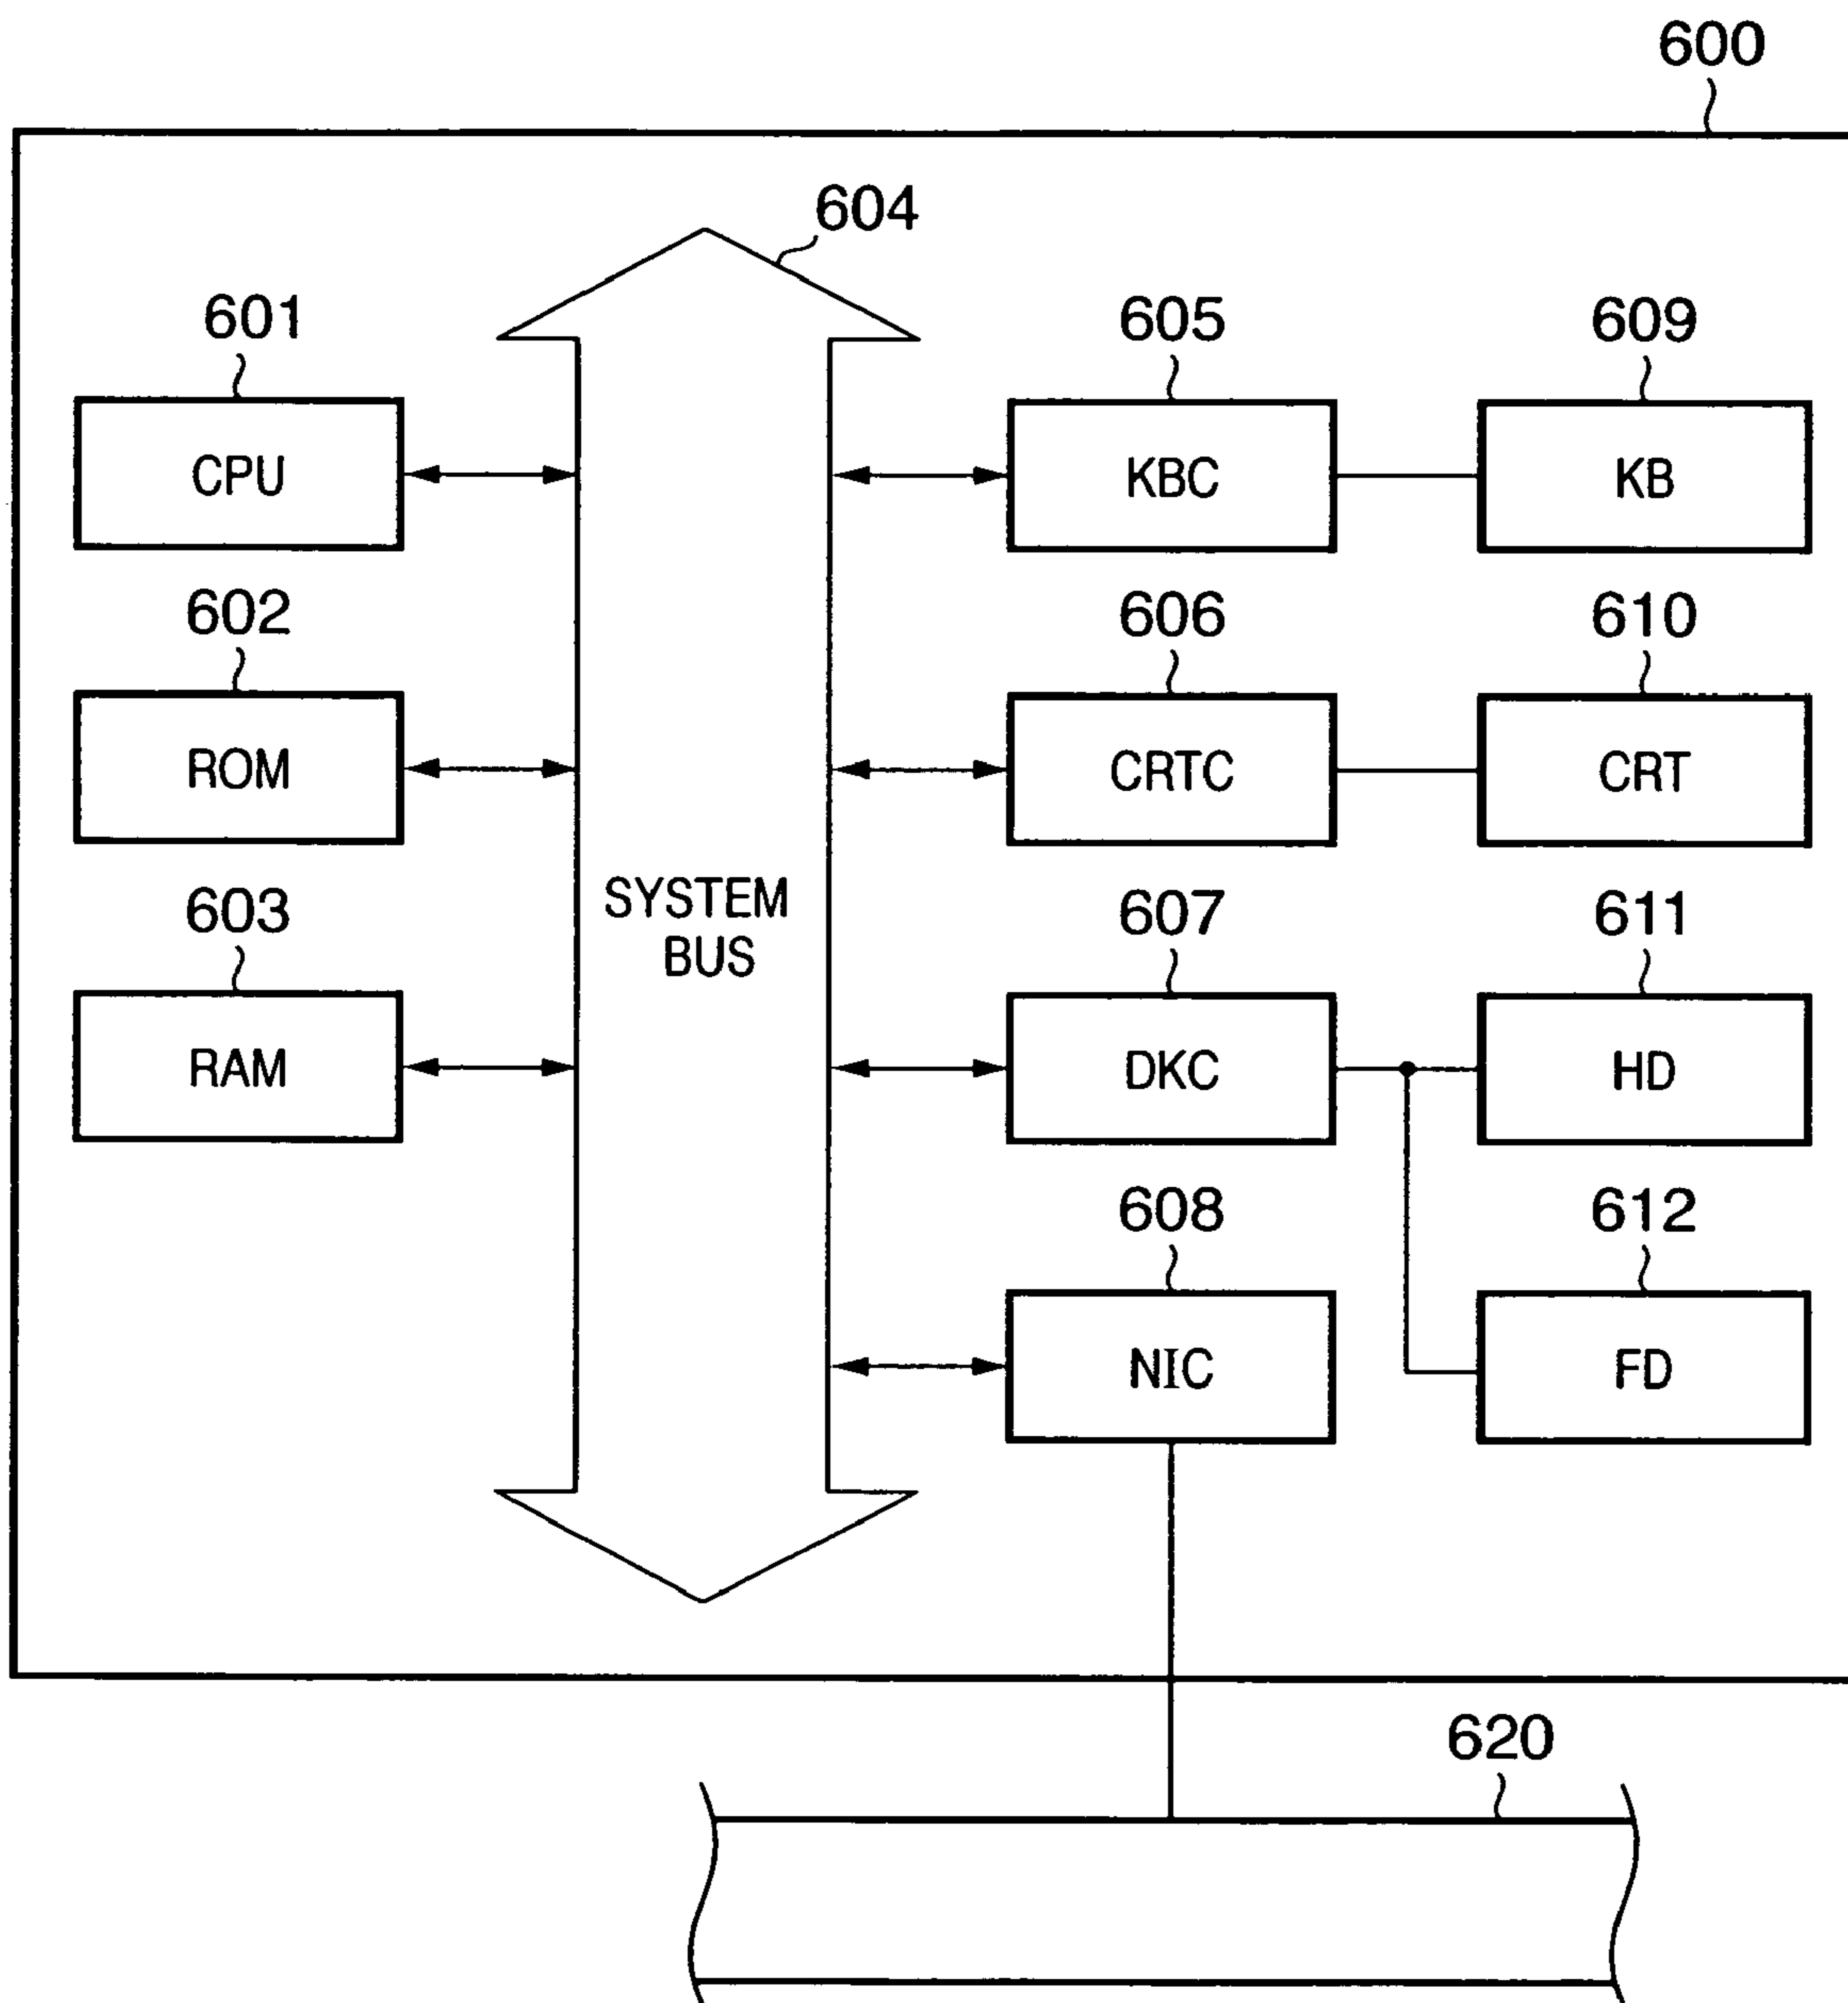 600
604
601
605
609
CPU
KBC
KB
602
606
610
ROM
CRTC
CRT
603
SYSTEM
BUS
607
611
RAM
DKC
HD
608
612
NIC
FD
620